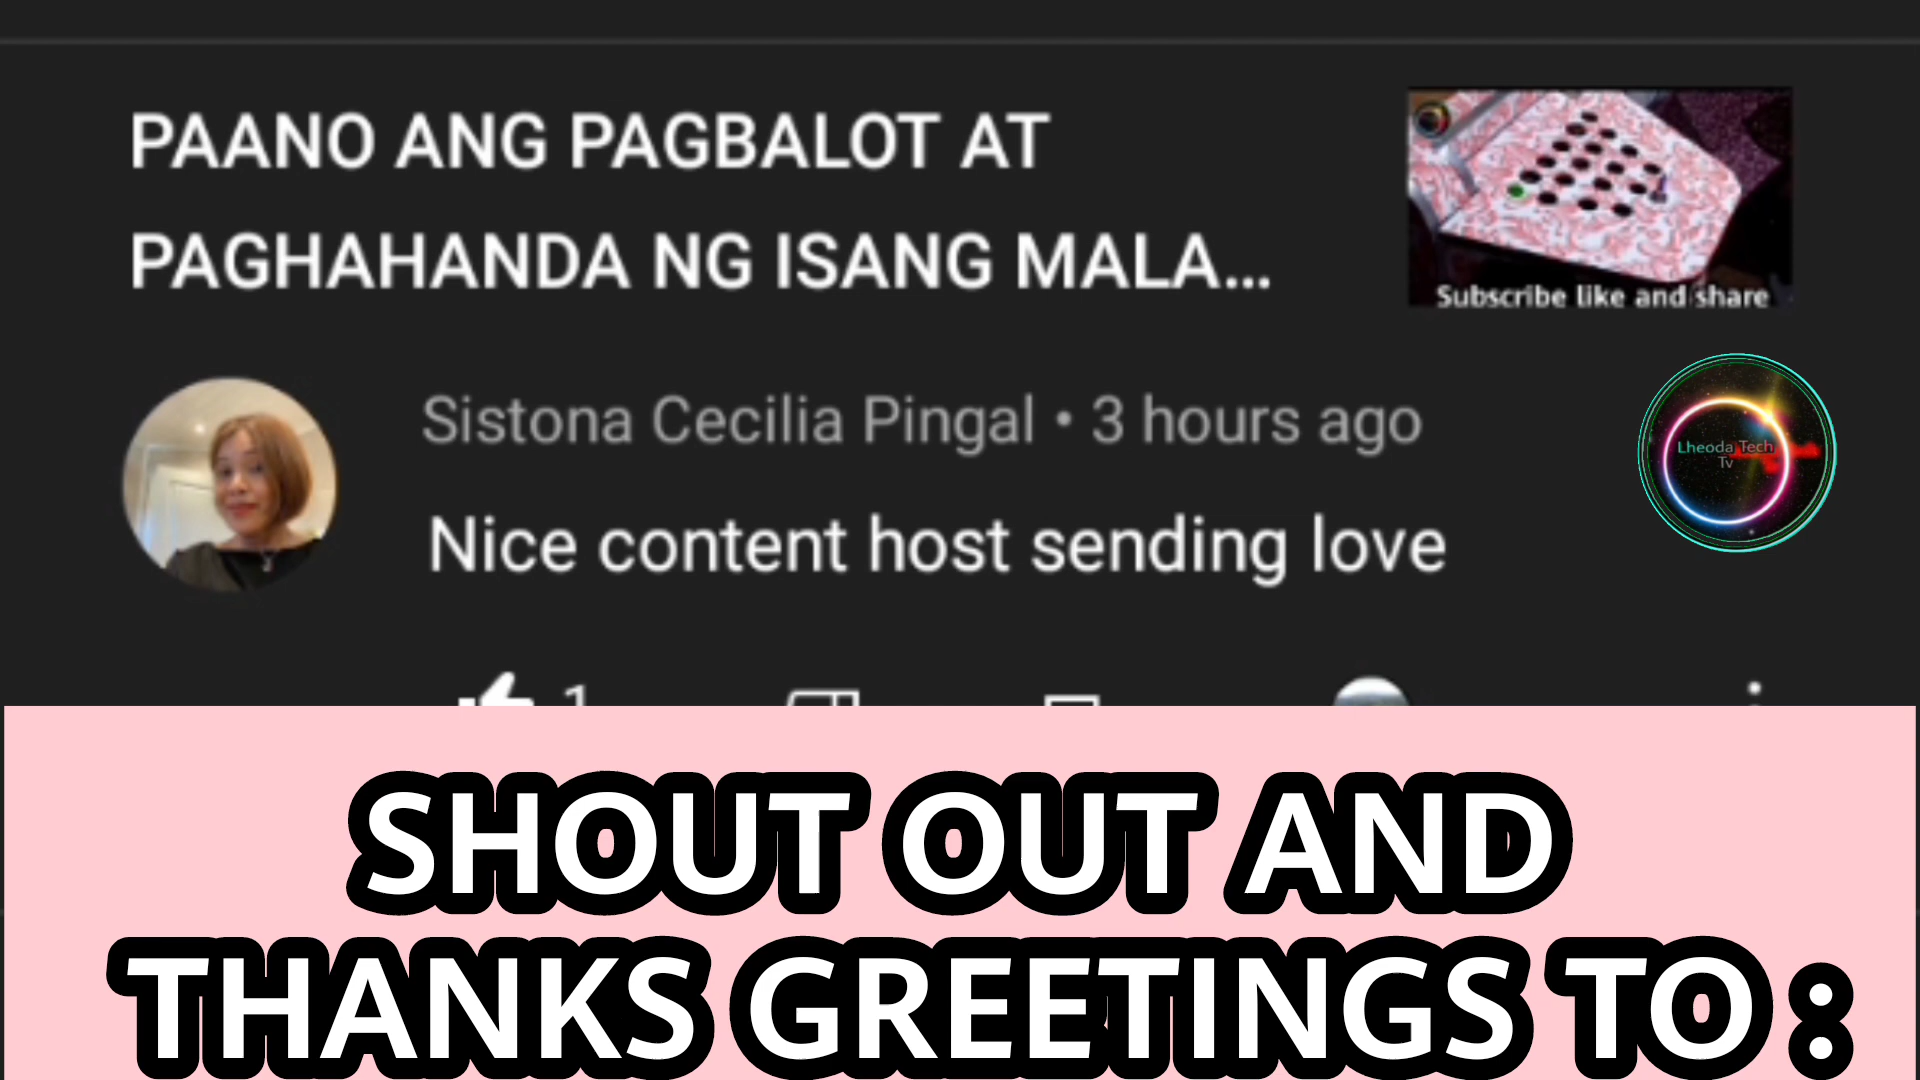 PAANO ANG PAGBALOT AT
PAGHAHANDA NG ISANG MALA...
Subscribe like and share
Sistona Cecilia Pingal • 3 hours ago
Nice content host sending love
Lheoda Tech
Tv
1
SHOUT OUT AND
THANKS GREETINGS TO :